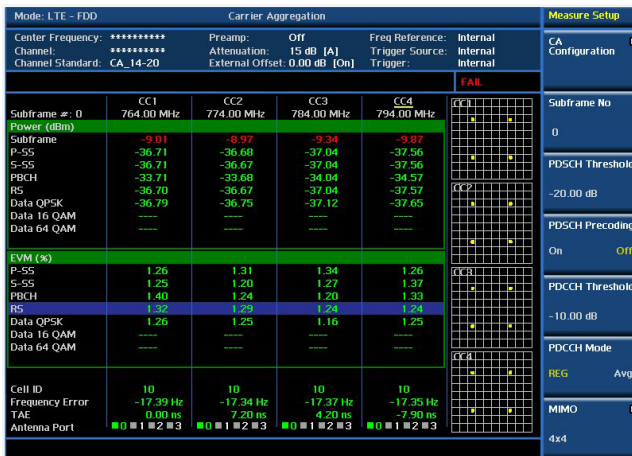 Mode: LTE - FDD Carrier Aggregation Measure Setup
Center Frequency: ********** Preamp: Off Freq Reference: Internal
Channel: ********** Attenuation: 15 dB [A] Trigger Source: Internal
Channel Standard: CA_14-20 External Offset: 0.00 dB [On] Trigger: Internal
CA Configuration
FAIL
CC1 CC2 CC3 CC4
Subframe #: 0 764.00 MHz 774.00 MHz 784.00 MHz 794.00 MHz
Power (dBm)
Subframe -9.01 -8.97 -9.34 -9.87
P-SS -36.71 -36.68 -37.04 -37.56
S-SS -36.71 -36.67 -37.04 -37.56
PBCH -33.71 -33.68 -34.04 -34.57
RS -36.70 -36.67 -37.04 -37.57
Data QPSK -36.79 -36.75 -37.12 -37.65
Data 16 QAM ---- ---- ---- ----
Data 64 QAM ---- ---- ---- ----
EVM (%)
P-SS 1.26 1.31 1.34 1.26
S-SS 1.25 1.20 1.27 1.37
PBCH 1.40 1.24 1.20 1.33
RS 1.32 1.29 1.24 1.24
Data QPSK 1.26 1.25 1.16 1.25
Data 16 QAM ---- ---- ---- ----
Data 64 QAM ---- ---- ---- ----
Cell ID 10 10 10 10
Frequency Error -17.39 Hz -17.34 Hz -17.37 Hz -17.35 Hz
TAE 0.00 ns 7.20 ns 4.20 ns -7.90 ns
Antenna Port 0 1 2 3 0 1 2 3 0 1 2 3 0 1 2 3
CC1
CC2
CC3
CC4
Subframe No
0
PDSCH Threshold
-20.00 dB
PDSCH Precoding
On Off
PDCCH Threshold
-10.00 dB
PDCCH Mode
REG Avg
MIMO
4x4